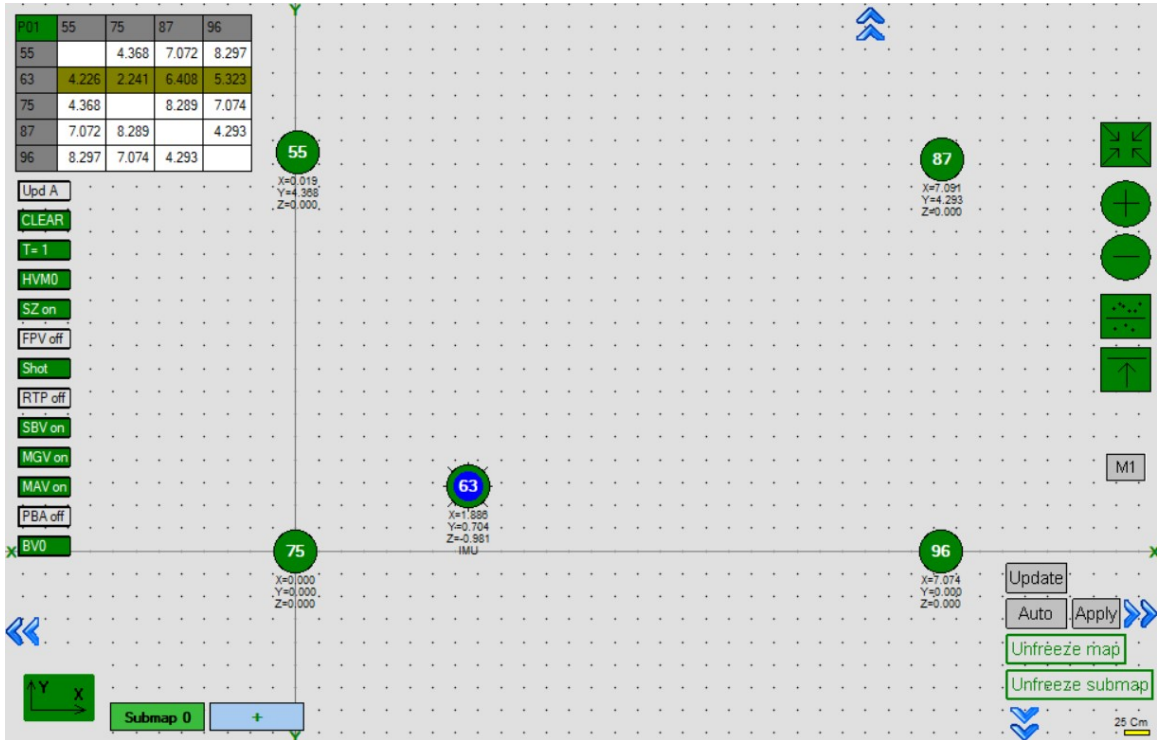 Y
P01 55 75 87 96
55 4.368 7.072 8.297
63 4.226 2.241 6.408 5.323
75 4.368 8.289 7.074
87 7.072 8.289 4.293
96 8.297 7.074 4.293
55
X=0.019
Y=4.368
Z=0.000
87
X=7.091
Y=4.293
Z=0.000
Upd A
CLEAR
T= 1
HVM0
SZ on
FPV off
Shot
RTP off
SBV on
MGV on
MAV on
PBA off
BV0
M1
63
X=1.886
Y=0.704
Z=-0.981
IMU
X
75
X=0.000
Y=0.000
Z=0.000
96
X=7.074
Y=0.000
Z=0.000
X
Update
Auto Apply
Unfreeze map
Unfreeze submap
Y X
Submap 0 +
Y
25 Cm